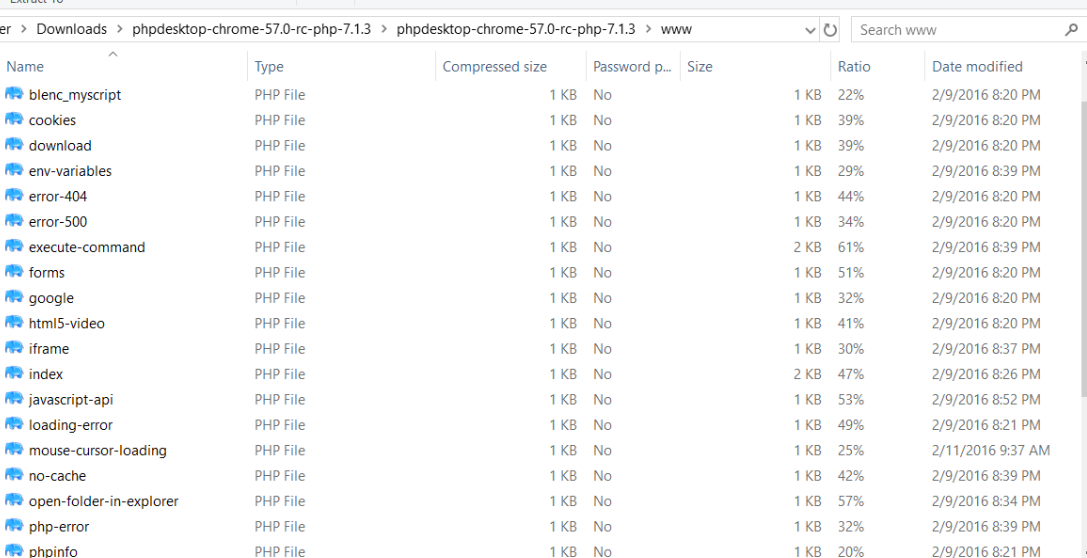 Extract To
er > Downloads > phpdesktop-chrome-57.0-rc-php-7.1.3 > phpdesktop-chrome-57.0-rc-php-7.1.3 > www Search www
Name Type Compressed size Password p... Size Ratio Date modified
blenc_myscript PHP File 1 KB No 1 KB 22% 2/9/2016 8:20 PM
cookies PHP File 1 KB No 1 KB 39% 2/9/2016 8:20 PM
download PHP File 1 KB No 1 KB 39% 2/9/2016 8:20 PM
env-variables PHP File 1 KB No 1 KB 29% 2/9/2016 8:39 PM
error-404 PHP File 1 KB No 1 KB 44% 2/9/2016 8:20 PM
error-500 PHP File 1 KB No 1 KB 34% 2/9/2016 8:20 PM
execute-command PHP File 1 KB No 2 KB 61% 2/9/2016 8:39 PM
forms PHP File 1 KB No 1 KB 51% 2/9/2016 8:20 PM
google PHP File 1 KB No 1 KB 32% 2/9/2016 8:20 PM
html5-video PHP File 1 KB No 1 KB 41% 2/9/2016 8:20 PM
iframe PHP File 1 KB No 1 KB 30% 2/9/2016 8:37 PM
index PHP File 1 KB No 2 KB 47% 2/9/2016 8:26 PM
javascript-api PHP File 1 KB No 1 KB 53% 2/9/2016 8:52 PM
loading-error PHP File 1 KB No 1 KB 49% 2/9/2016 8:21 PM
mouse-cursor-loading PHP File 1 KB No 1 KB 25% 2/11/2016 9:37 AM
no-cache PHP File 1 KB No 1 KB 42% 2/9/2016 8:39 PM
open-folder-in-explorer PHP File 1 KB No 1 KB 57% 2/9/2016 8:34 PM
php-error PHP File 1 KB No 1 KB 32% 2/9/2016 8:39 PM
phpinfo PHP File 1 KB No 1 KB 20% 2/9/2016 8:21 PM